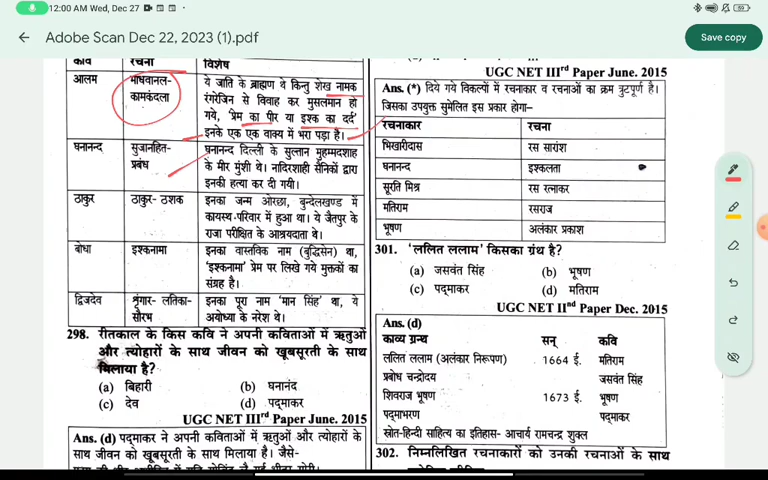 12:00 AM Wed, Dec 27
Adobe Scan Dec 22, 2023 (1).pdf
Save copy
कवि रचना विशेष
आलम माधवानल- ये जाति के ब्राह्मण थे किन्तु शेख नामक
कामकंदला रंगरेजिन से विवाह कर मुसलमान हो
गये, 'प्रेम का पीर या इश्क का दर्द'
इनके एक एक वाक्य में भरा पड़ा है।
घनानन्द सुजानहित- घनानन्द दिल्ली के सुल्तान मुहम्मदशाह
प्रबंध के मीर मुंशी थे। नादिरशाही सैनिकों द्वारा
इनकी हत्या कर दी गयी।
ठाकुर ठाकुर- ठशक इनका जन्म ओरछा, बुन्देलखण्ड में
कायस्थ-परिवार में हुआ था। ये जैतपुर के
राजा परीक्षित के आश्रयदाता थे।
बोधा इश्कनामा इनका वास्तविक नाम (बुद्धिसेन) था,
'इश्कनामा' प्रेम पर लिखे गये मुक्तकों का
संग्रह है।
द्विजदेव श्रृंगार- लतिका- इनका पूरा नाम 'मान सिंह' था, ये
सौरभ अयोध्या के नरेश थे।
298. रीतकाल के किस कवि ने अपनी कविताओं में ऋतुओं
और त्योहारों के साथ जीवन को खूबसूरती के साथ
मिलाया है?
(a) बिहारी (b) घनानंद
(c) देव (d) पद्माकर
UGC NET IIIrd Paper June. 2015
Ans. (d) पद्माकर ने अपनी कविताओं में ऋतुओं और त्योहारों के
साथ जीवन को खूबसूरती के साथ मिलाया है। जैसे-
UGC NET IIIrd Paper June. 2015
Ans. (*) दिये गये विकल्पों में रचनाकार व रचनाओं का क्रम त्रुटपूर्ण है।
जिसका उपयुक्त सुमेलित इस प्रकार होगा–
रचनाकार रचना
भिखारीदास रस सारांश
घनानन्द इश्कलता
सूरति मिश्र रस रत्नाकर
मतिराम रसराज
भूषण अलंकार प्रकाश
301. 'ललित ललाम' किसका ग्रंथ है?
(a) जसवंत सिंह (b) भूषण
(c) पद्माकर (d) मतिराम
UGC NET IInd Paper Dec. 2015
Ans. (d)
काव्य ग्रन्थ सन् कवि
ललित ललाम (अलंकार निरूपण) 1664 ई. मतिराम
प्रबोध चन्द्रोदय जसवंत सिंह
शिवराज भूषण 1673 ई. भूषण
पद्माभरण पद्माकर
स्रोत-हिन्दी साहित्य का इतिहास- आचार्य रामचन्द्र शुक्ल
302. निम्नलिखित रचनाकारों को उनकी रचनाओं के साथ